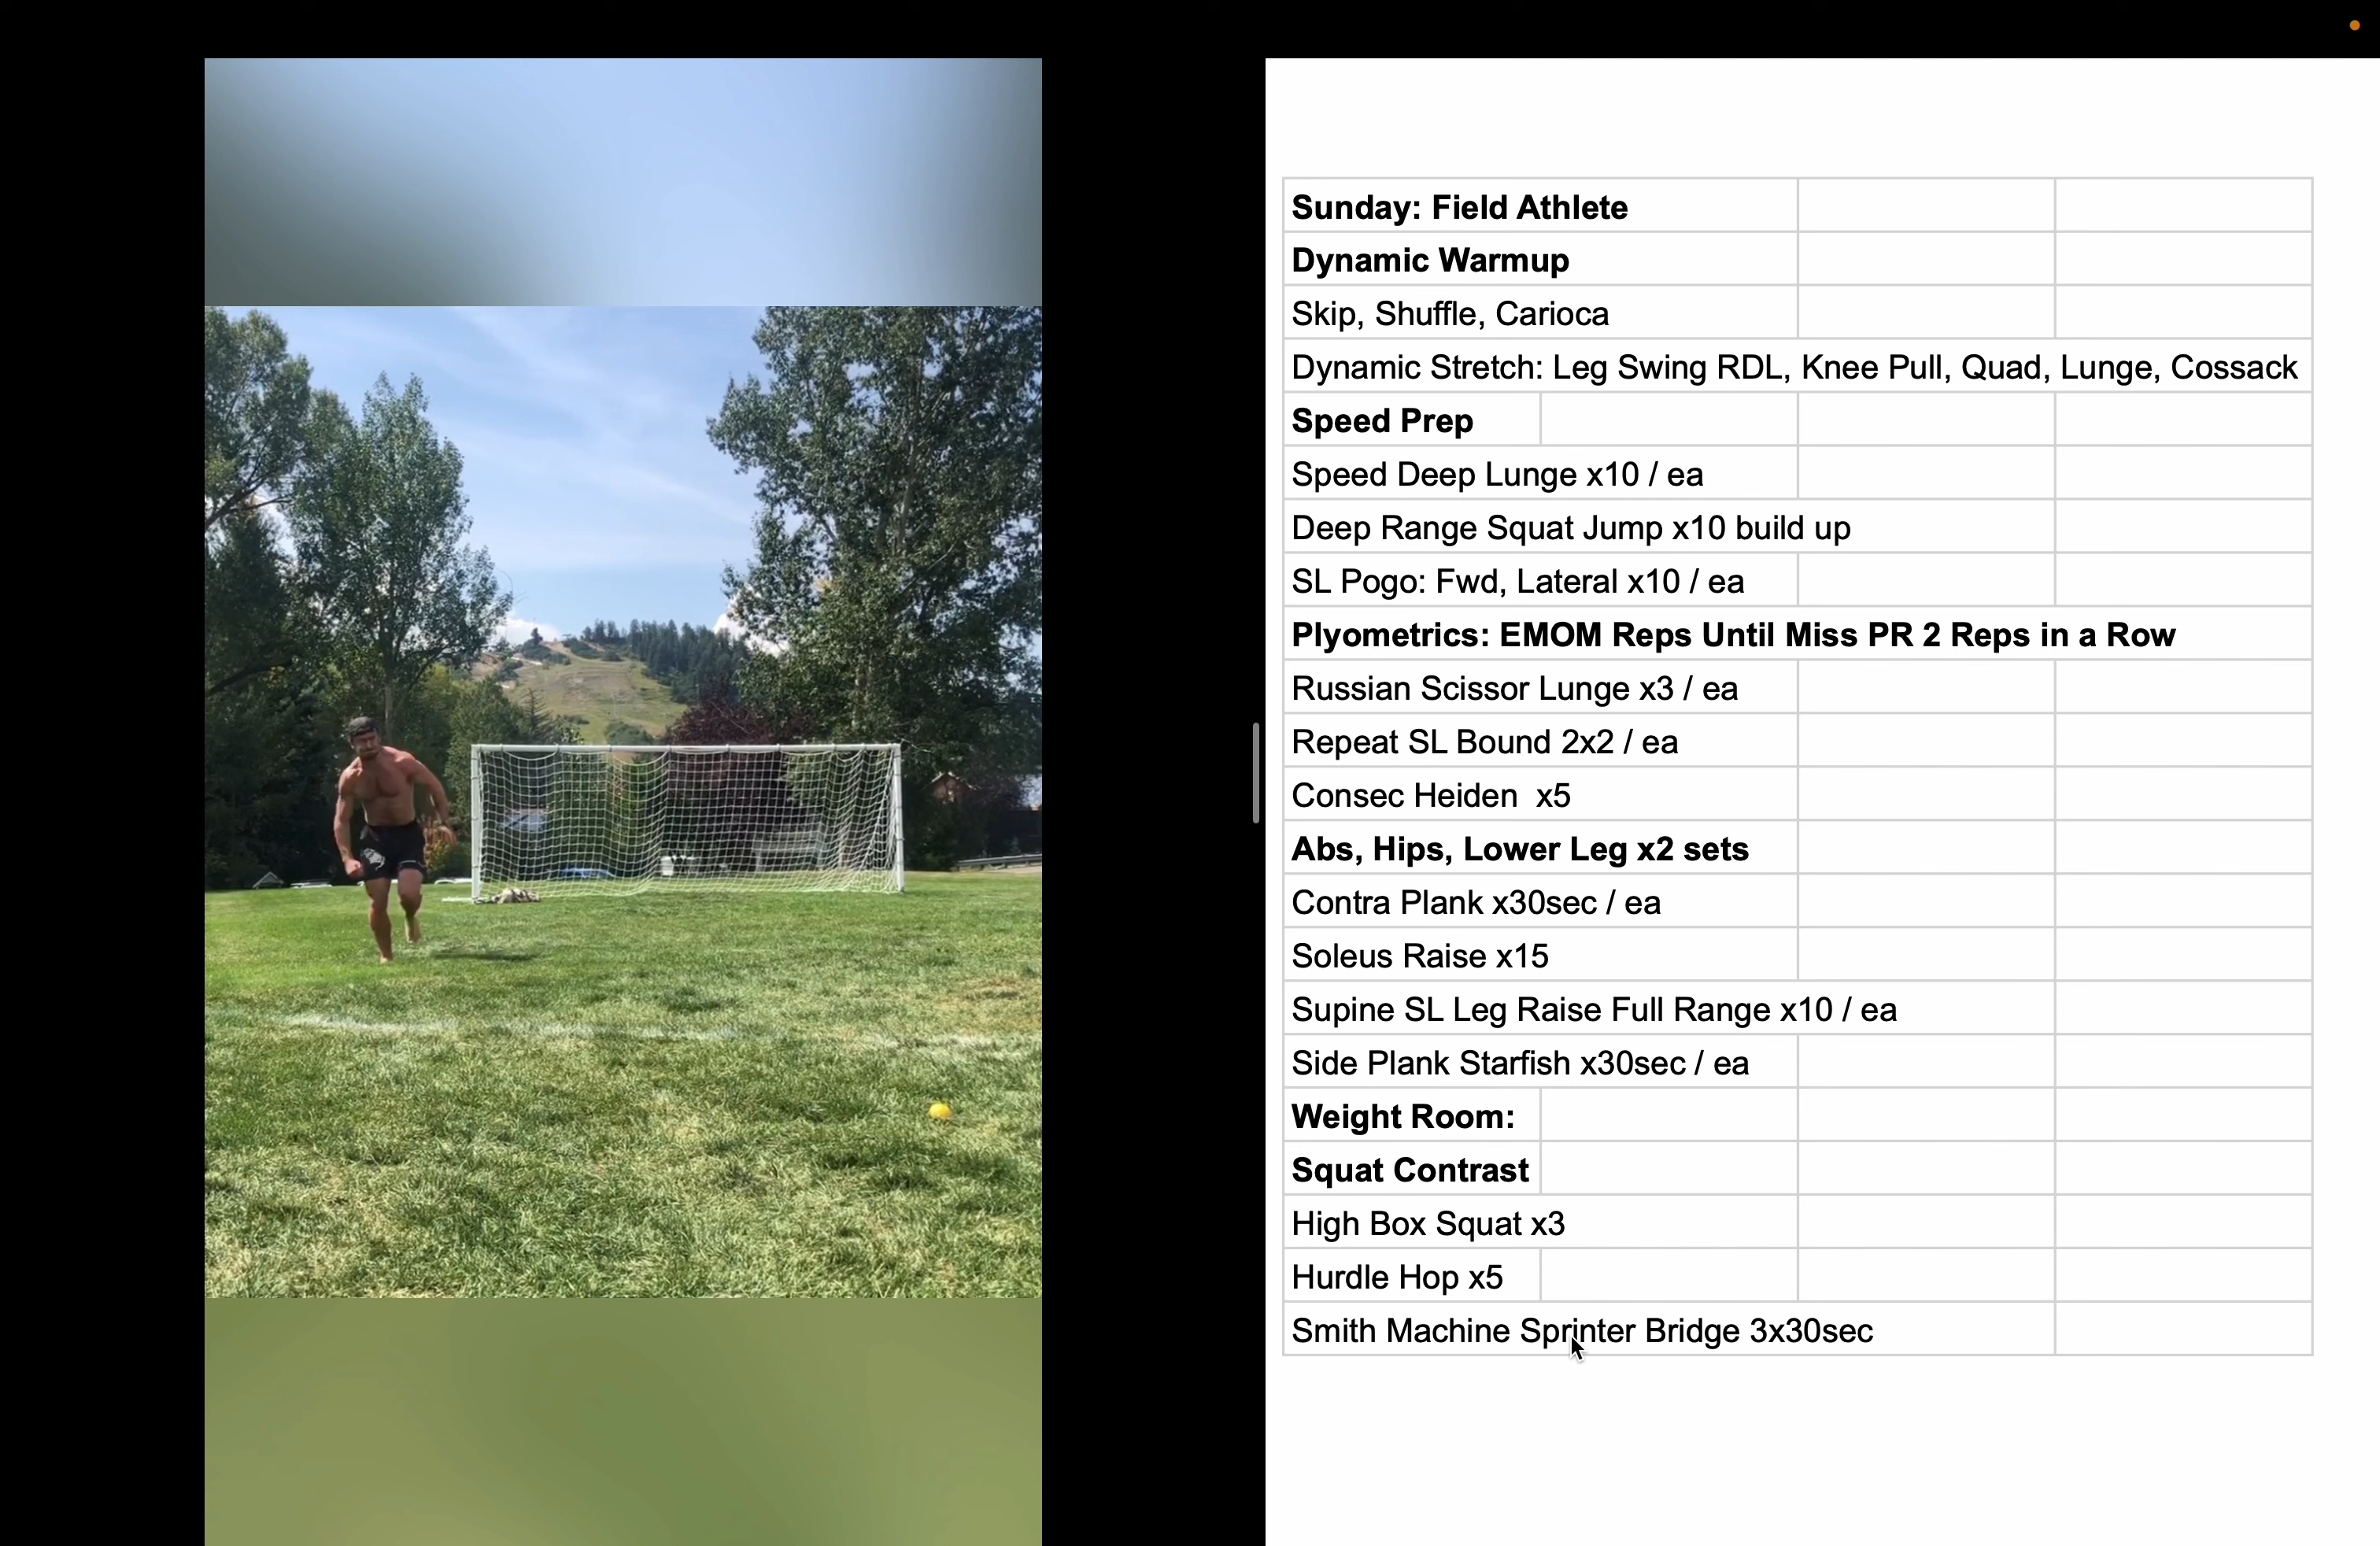 Sunday: Field Athlete
Dynamic Warmup
Skip, Shuffle, Carioca
Dynamic Stretch: Leg Swing RDL, Knee Pull, Quad, Lunge, Cossack
Speed Prep
Speed Deep Lunge x10 / ea
Deep Range Squat Jump x10 build up
SL Pogo: Fwd, Lateral x10 / ea
Plyometrics: EMOM Reps Until Miss PR 2 Reps in a Row
Russian Scissor Lunge x3 / ea
Repeat SL Bound 2x2 / ea
Consec Heiden  x5
Abs, Hips, Lower Leg x2 sets
Contra Plank x30sec / ea
Soleus Raise x15
Supine SL Leg Raise Full Range x10 / ea
Side Plank Starfish x30sec / ea
Weight Room:
Squat Contrast
High Box Squat x3
Hurdle Hop x5
Smith Machine Sprinter Bridge 3x30sec